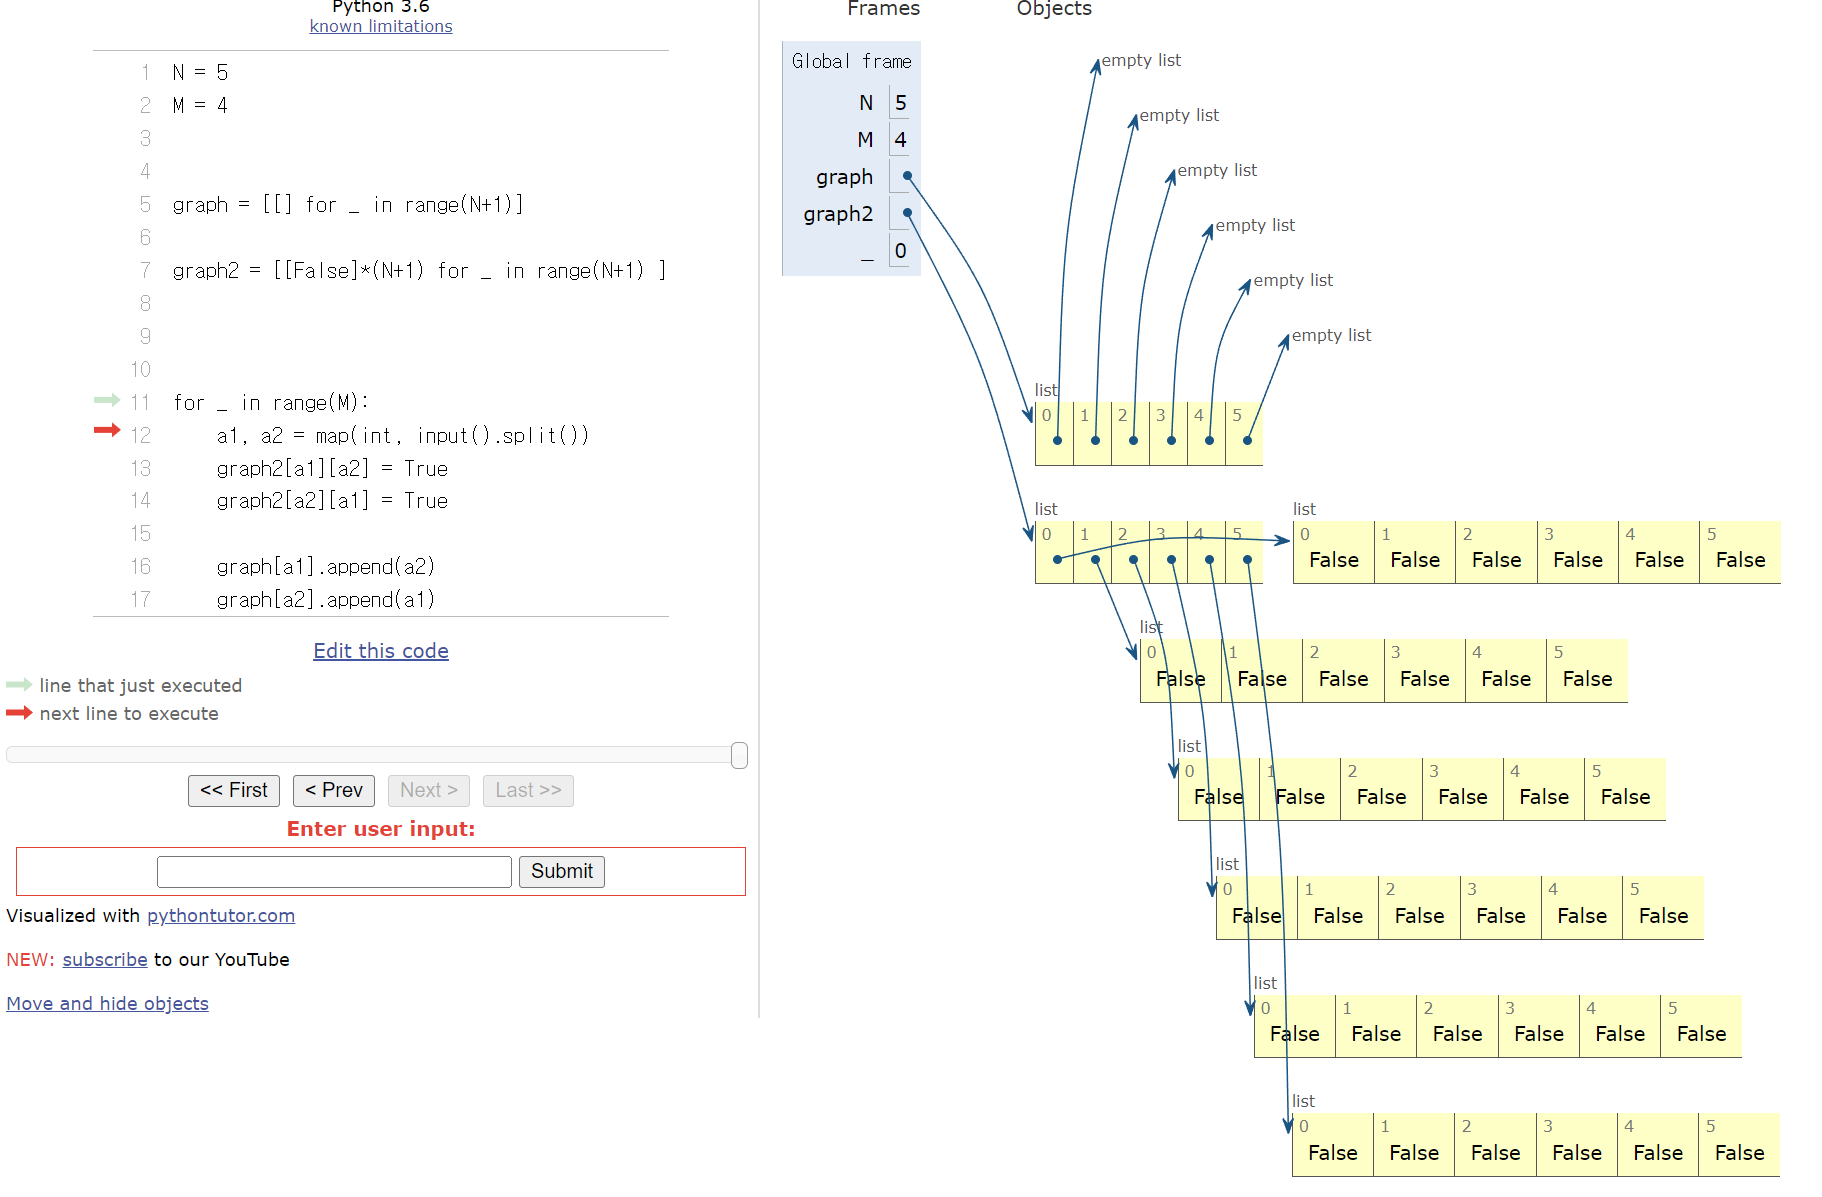 Python 3.6
known limitations
1 N = 5
2 M = 4
3
4
5 graph = [[] for _ in range(N+1)]
6
7 graph2 = [[False]*(N+1) for _ in range(N+1) ]
8
9
10
11 for _ in range(M):
12 a1, a2 = map(int, input().split())
13 graph2[a1][a2] = True
14 graph2[a2][a1] = True
15
16 graph[a1].append(a2)
17 graph[a2].append(a1)
Edit this code
line that just executed
next line to execute
<< First < Prev Next > Last >>
Enter user input:
Submit
Visualized with pythontutor.com
NEW: subscribe to our YouTube
Move and hide objects
Frames Objects
Global frame
N 5
M 4
graph
graph2
_ 0
empty list
empty list
empty list
empty list
empty list
empty list
list
0 1 2 3 4 5
list
0 1 2 3 4 5
list
0 1 2 3 4 5
False False False False False False
list
0 1 2 3 4 5
False False False False False False
list
0 1 2 3 4 5
False False False False False False
list
0 1 2 3 4 5
False False False False False False
list
0 1 2 3 4 5
False False False False False False
list
0 1 2 3 4 5
False False False False False False